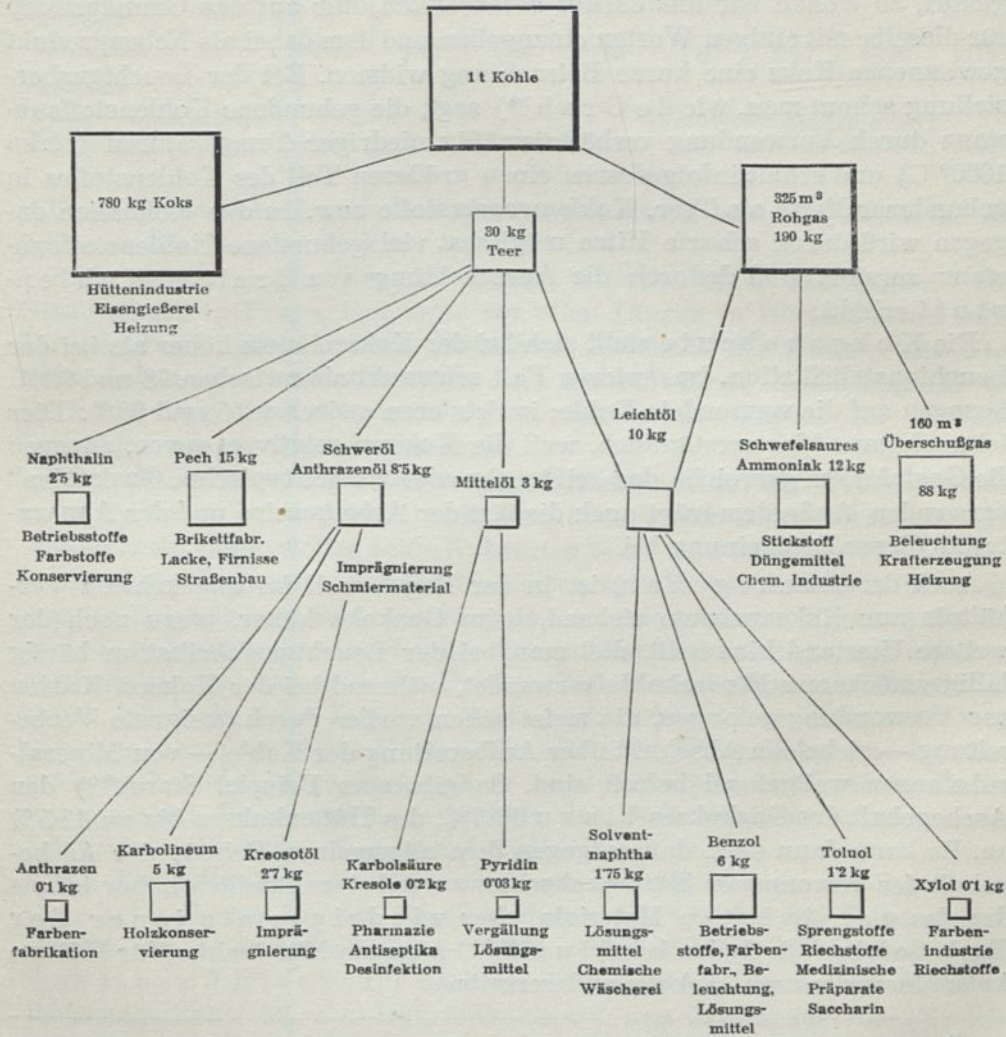 1 t Kohle
780 kg Koks
Hüttenindustrie
Eisengießerei
Heizung
30 kg
Teer
325 m³
Rohgas
190 kg
Naphthalin
2'5 kg
Betriebsstoffe
Farbstoffe
Konservierung
Pech 15 kg
Brikettfabr.
Lacke, Firnisse
Straßenbau
Schweröl
Anthrazenöl 8'5 kg
Imprägnierung
Schmiermaterial
Mittelöl 3 kg
Leichtöl
10 kg
Schwefelsaures
Ammoniak 12 kg
Stickstoff
Düngemittel
Chem. Industrie
160 m³
Überschußgas
88 kg
Beleuchtung
Krafterzeugung
Heizung
Anthrazen
0'1 kg
Farben-
fabrikation
Karbolineum
5 kg
Holzkonser-
vierung
Kreosotöl
2'7 kg
Imprä-
gnierung
Karbolsäure
Kresole 0'2 kg
Pharmazie
Antiseptika
Desinfektion
Pyridin
0'03 kg
Vergällung
Lösungs-
mittel
Solvent-
naphtha
1'75 kg
Lösungs-
mittel
Chemische
Wäscherei
Benzol
6 kg
Betriebs-
stoffe, Farben-
fabr., Be-
leuchtung,
Lösungs-
mittel
Toluol
1'2 kg
Sprengstoffe
Riechstoffe
Medizinische
Präparate
Saccharin
Xylol 0'1 kg
Farben-
industrie
Riechstoffe